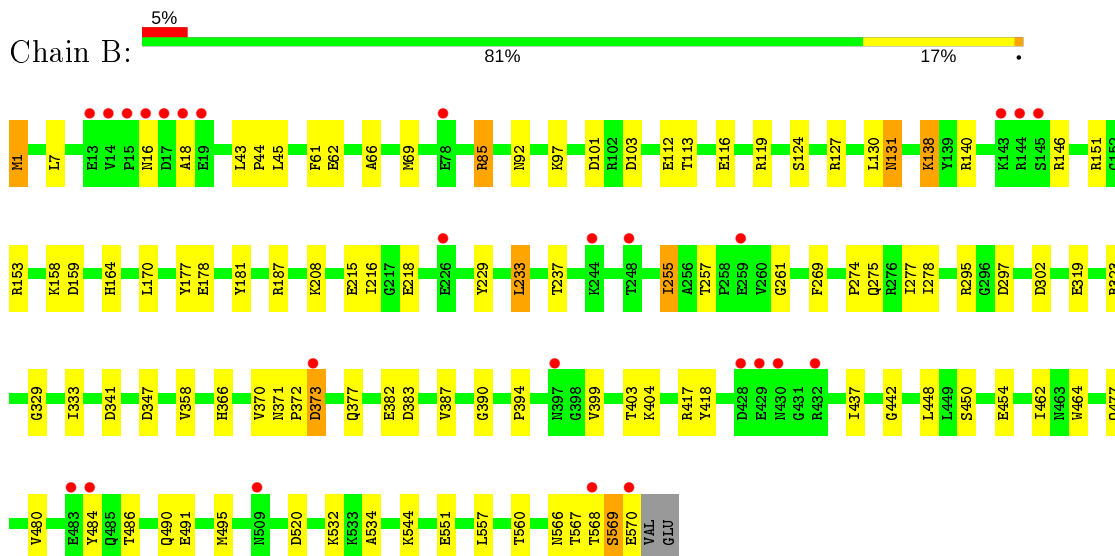 5%
Chain B:
81%
17%
M1 L7 E13 V14 P15 N16 D17 A18 E19 L43 P44 L45 F61 E62 A66 M69 E78 R85 N92 K97 D101 R102 D103 E112 T113 E116 R119 S124 R127 L130 N131 K138 Y139 R140 K143 R144 S145 R146 R151 G152
R153 K158 D159 H164 L170 Y177 E178 Y181 R187 K208 E215 I216 G217 E218 E226 Y229 L233 T237 K244 T248 I255 A256 T257 P258 E259 V260 G261 F269 P274 Q275 R276 I277 I278 R295 G296 D297 D302 E319 R323
G329 I333 D341 D347 V358 H366 V370 N371 P372 D373 Q377 E382 D383 V387 G390 P394 N397 G398 V399 T403 K404 R417 Y418 D428 E429 N430 S431 R432 I437 G442 L448 L449 S450 E454 I462 N463 W464
V480 E483 Y484 Q485 T486 Q490 E491 M495 N509 D520 K532 K533 A534 K544 E551 L557 T560 N566 T567 T568 S569 E570 VAL GLU